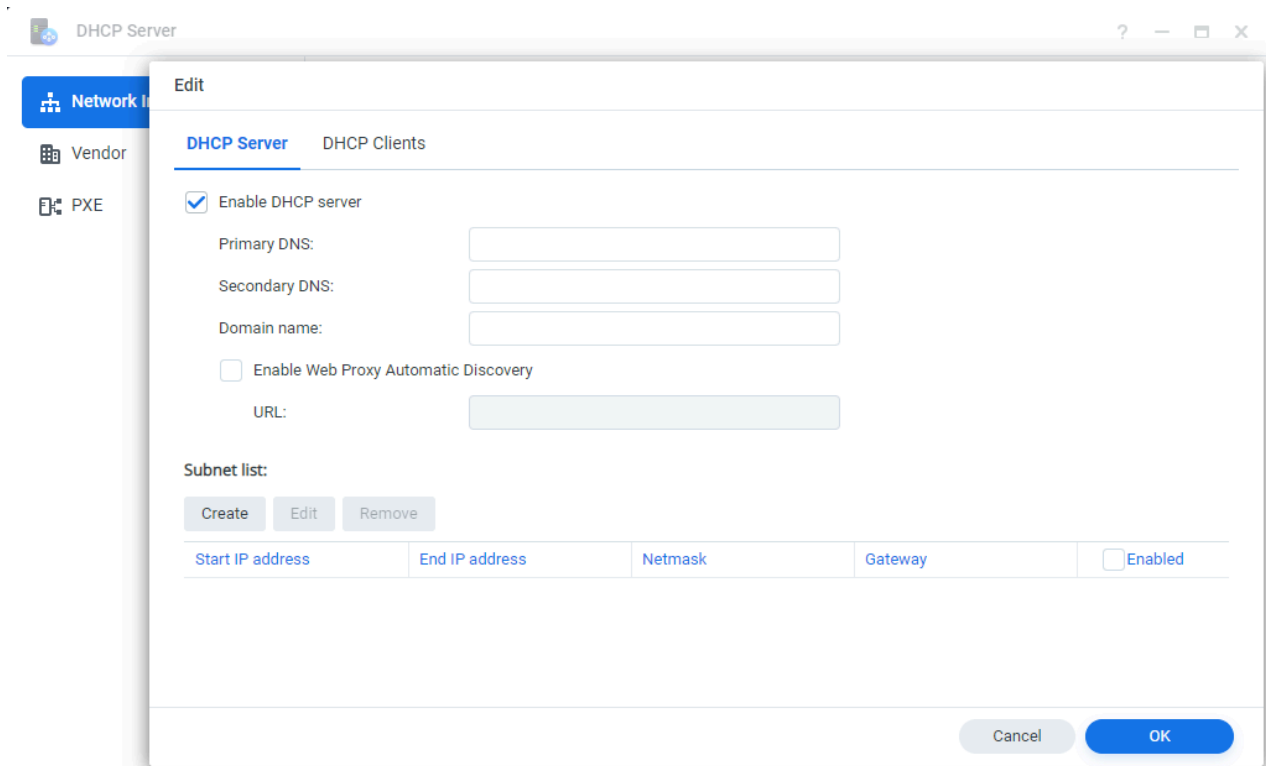 DHCP Server
?
Edit
Network I
DHCP Server DHCP Clients
Vendor
Enable DHCP server
PXE
Primary DNS:
Secondary DNS:
Domain name:
Enable Web Proxy Automatic Discovery
URL:
Subnet list:
Create Edit Remove
Start IP address End IP address Netmask Gateway Enabled
Cancel OK